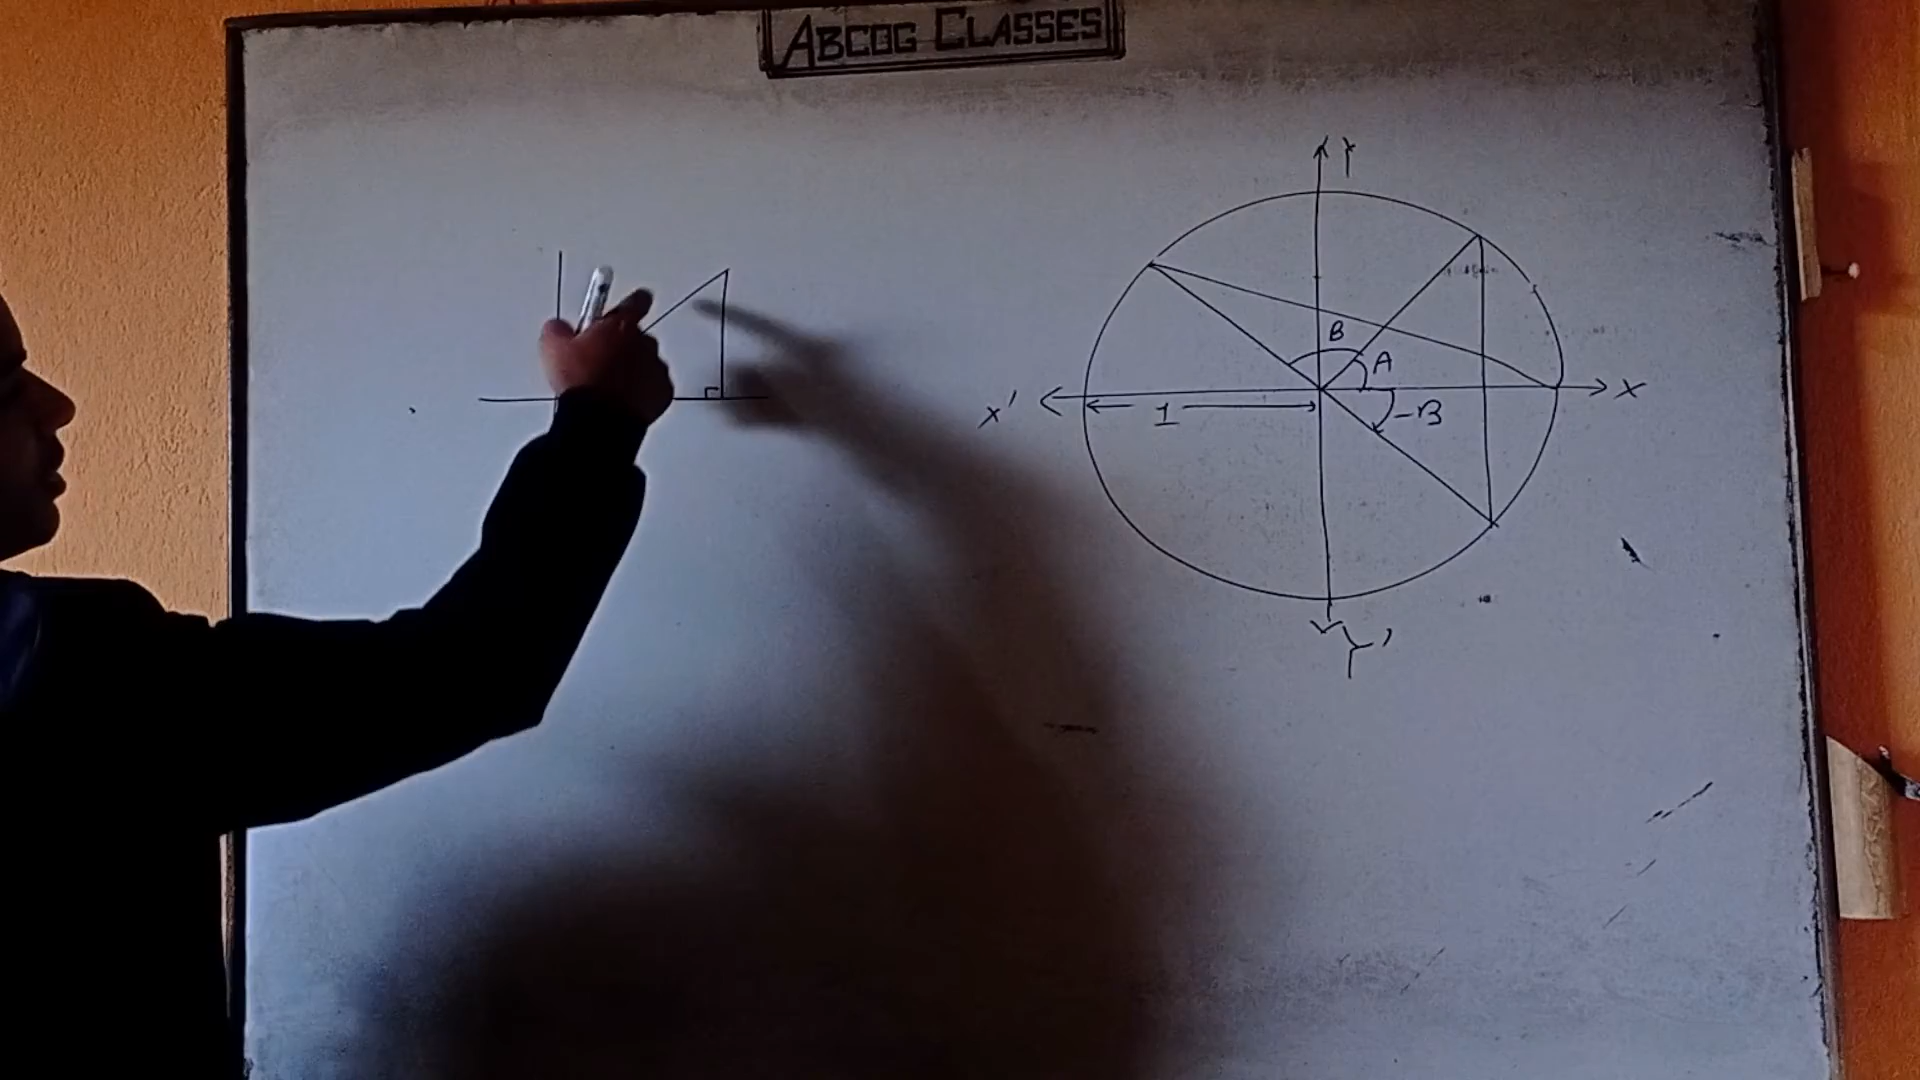 ABCOG CLASSES
Y
B
A
X' 1 -B X
Y'